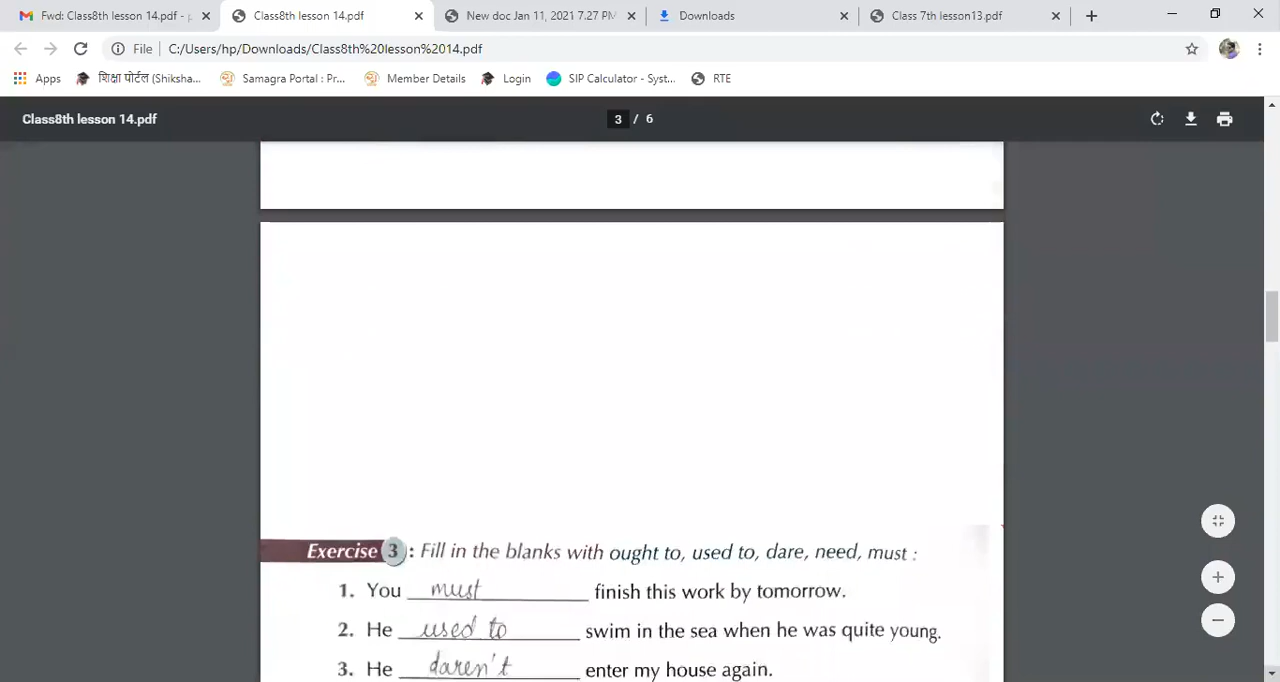 Fwd: Class8th lesson 14.pdf -
Class8th lesson 14.pdf
New doc Jan 11, 2021 7.27 PM
Downloads
Class 7th lesson13.pdf
File
C:/Users/hp/Downloads/Class8th%20lesson%2014.pdf
Apps
शिक्षा पोर्टल (Shiksha...
Samagra Portal : Pr...
Member Details
Login
SIP Calculator - Syst...
RTE
Class8th lesson 14.pdf
3 / 6
Exercise 3 : Fill in the blanks with ought to, used to, dare, need, must :
1. You must finish this work by tomorrow.
2. He used to swim in the sea when he was quite young.
3. He daren't enter my house again.